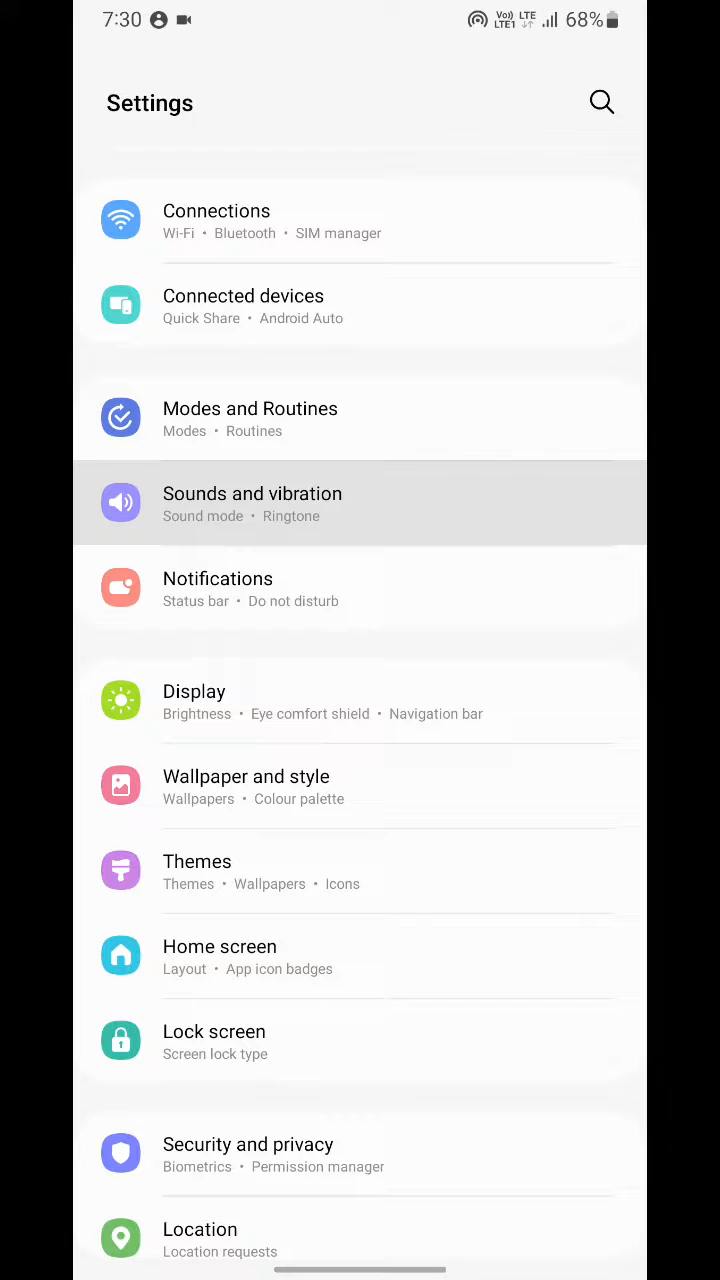 7:30 Vo)) LTE1 LTE 68%
Settings
Connections
Wi-Fi • Bluetooth • SIM manager
Connected devices
Quick Share • Android Auto
Modes and Routines
Modes • Routines
Sounds and vibration
Sound mode • Ringtone
Notifications
Status bar • Do not disturb
Display
Brightness • Eye comfort shield • Navigation bar
Wallpaper and style
Wallpapers • Colour palette
Themes
Themes • Wallpapers • Icons
Home screen
Layout • App icon badges
Lock screen
Screen lock type
Security and privacy
Biometrics • Permission manager
Location
Location requests